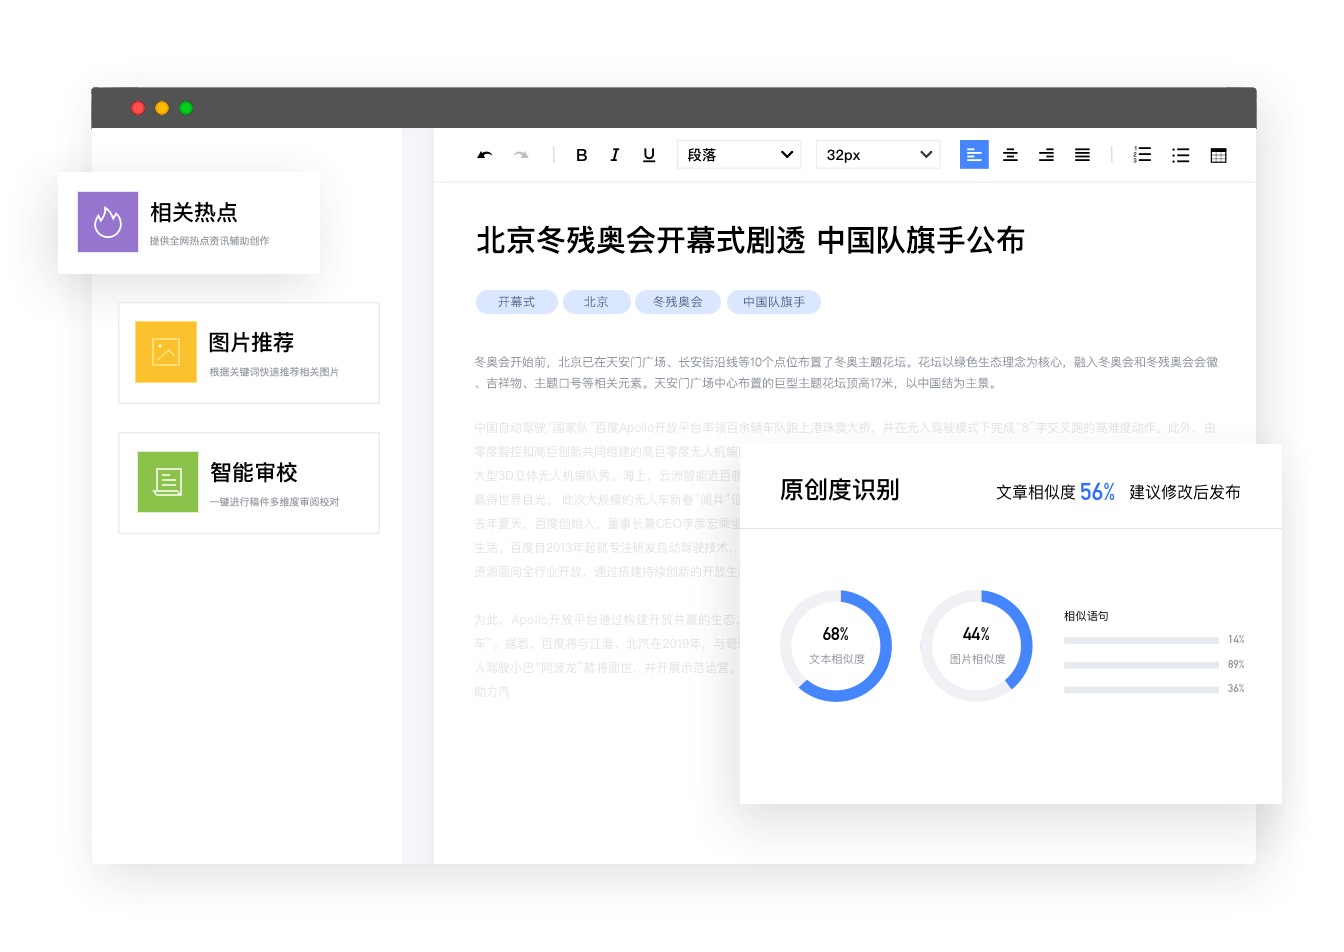 相关热点
提供全网热点资讯辅助创作
图片推荐
根据关键词快速推荐相关图片
智能审校
一键进行稿件多维度审阅校对
B I U 段落 32px
北京冬残奥会开幕式剧透 中国队旗手公布
开幕式 北京 冬残奥会 中国队旗手
冬奥会开始前，北京已在天安门广场、长安街沿线等10个点位布置了冬奥主题花坛。花坛以绿色生态理念为核心，融入冬奥会和冬残奥会会徽
、吉祥物、主题口号等相关元素。天安门广场中心布置的巨型主题花坛顶高17米，以中国结为主景。
中国自动驾驶“国家队”百度Apollo开放平台率领百余辆车队跑上港珠澳大桥，并在无人驾驶模式下完成“8”字交叉跑的高难度动作。此外，由
零度智控和高巨创新共同组建的高巨零度无人机编
大型3D立体无人机编队秀。海上，云洲智能近百艘
赢得世界目光。 此次大规模的无人车新春“阅兵”证
去年夏天，百度创始人、董事长兼CEO李彦宏乘坐
生活。百度自2013年起就专注研发自动驾驶技术，
资源面向全行业开放，通过搭建持续创新的开放生
为此，Apollo开放平台通过构建开放共赢的生态，
车”。据悉，百度将与江淮、北汽在2019年，与奇
人驾驶小巴“阿波龙”就将面世，并开展示范运营。
助力汽
原创度识别
文章相似度 56% 建议修改后发布
68%
文本相似度
44%
图片相似度
相似语句
14%
89%
36%